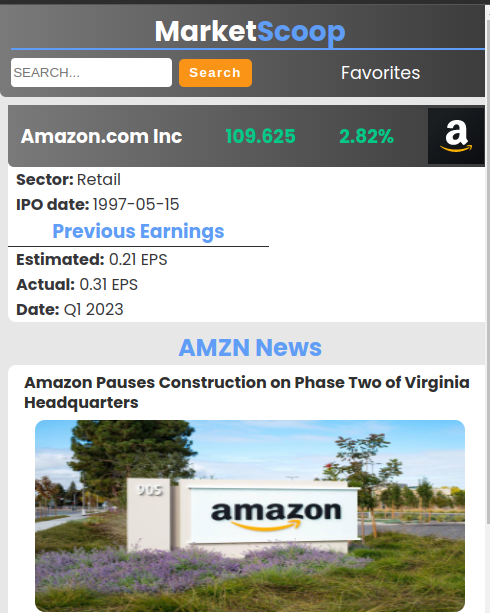 MarketScoop
SEARCH...
Search
Favorites
Amazon.com Inc 109.625 2.82% a
Sector: Retail
IPO date: 1997-05-15
Previous Earnings
Estimated: 0.21 EPS
Actual: 0.31 EPS
Date: Q1 2023
AMZN News
Amazon Pauses Construction on Phase Two of Virginia
Headquarters
905
amazon